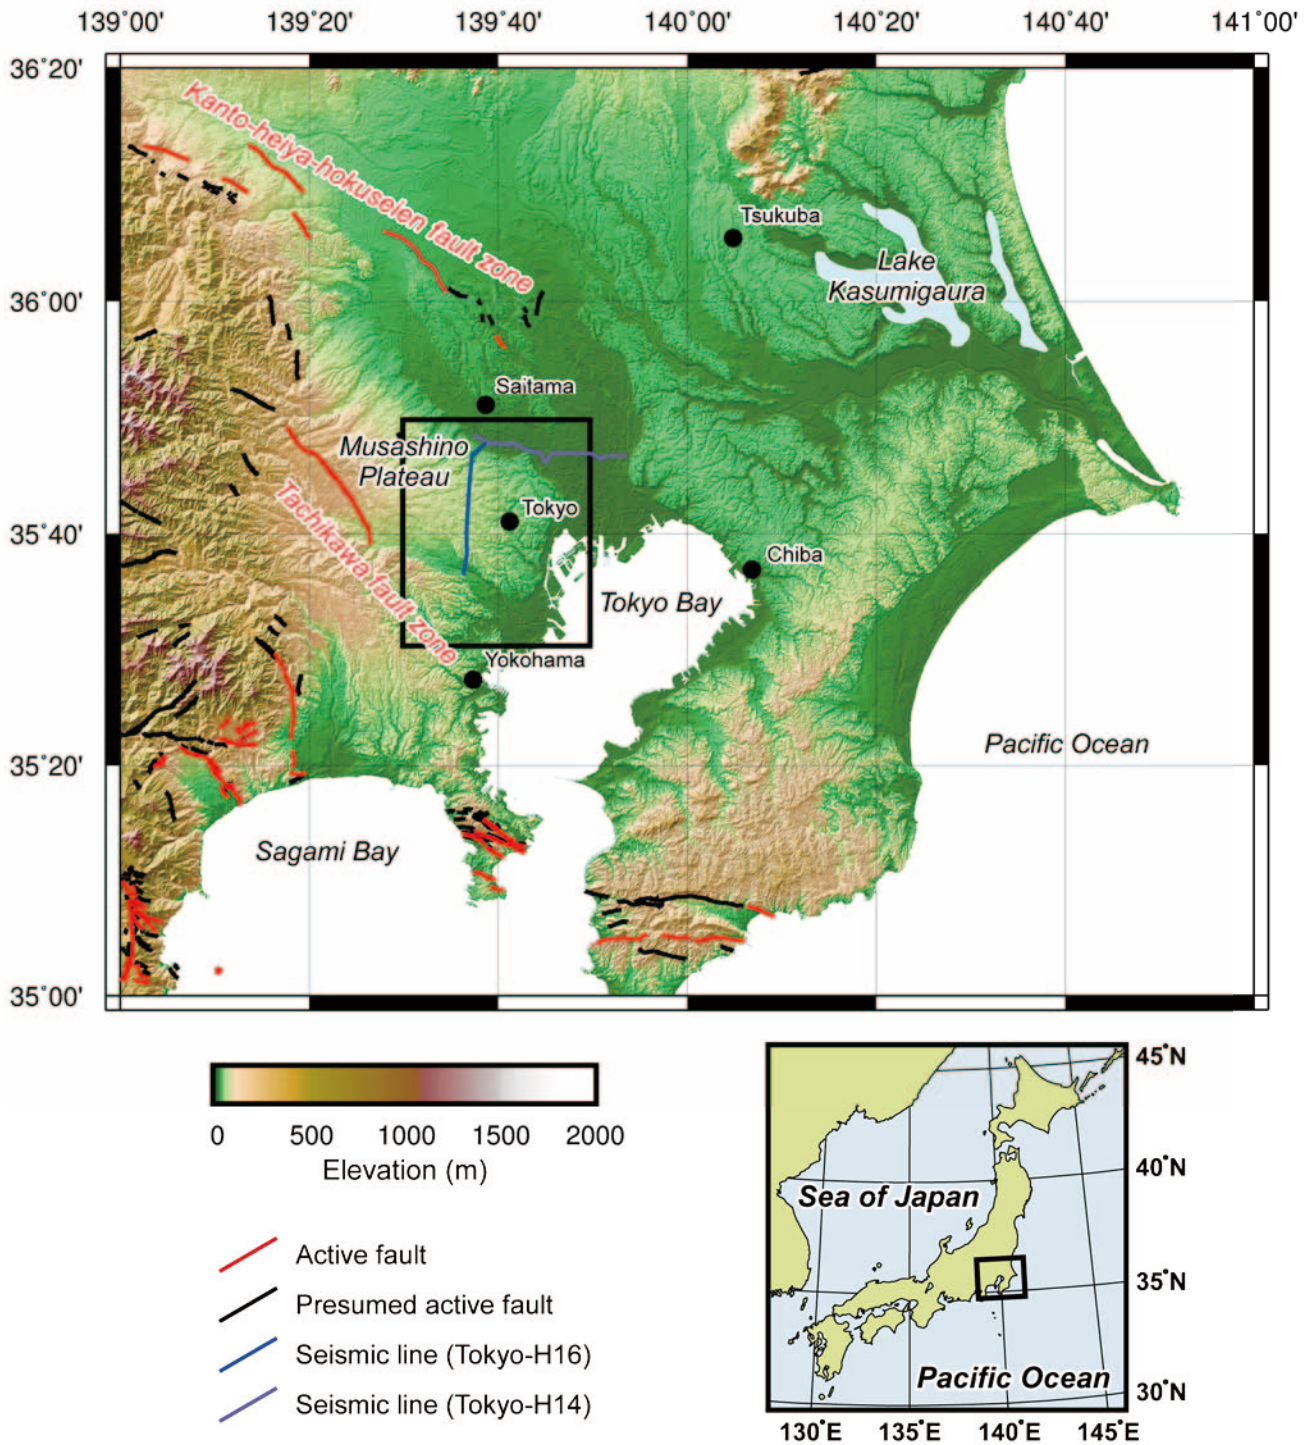 139°00' 139°20' 139°40' 140°00' 140°20' 140°40' 141°00'
36°20'
Kanto-heiya-hokuseien fault zone
Tsukuba
Lake
Kasumigaura
36°00'
Saitama
Musashino
Plateau
Tokyo
Tachikawa fault zone
35°40'
Chiba
Tokyo Bay
Yokohama
Pacific Ocean
35°20'
Sagami Bay
35°00'
0 500 1000 1500 2000
Elevation (m)
Active fault
Presumed active fault
Seismic line (Tokyo-H16)
Seismic line (Tokyo-H14)
45°N
40°N
Sea of Japan
35°N
Pacific Ocean
30°N
130°E 135°E 140°E 145°E